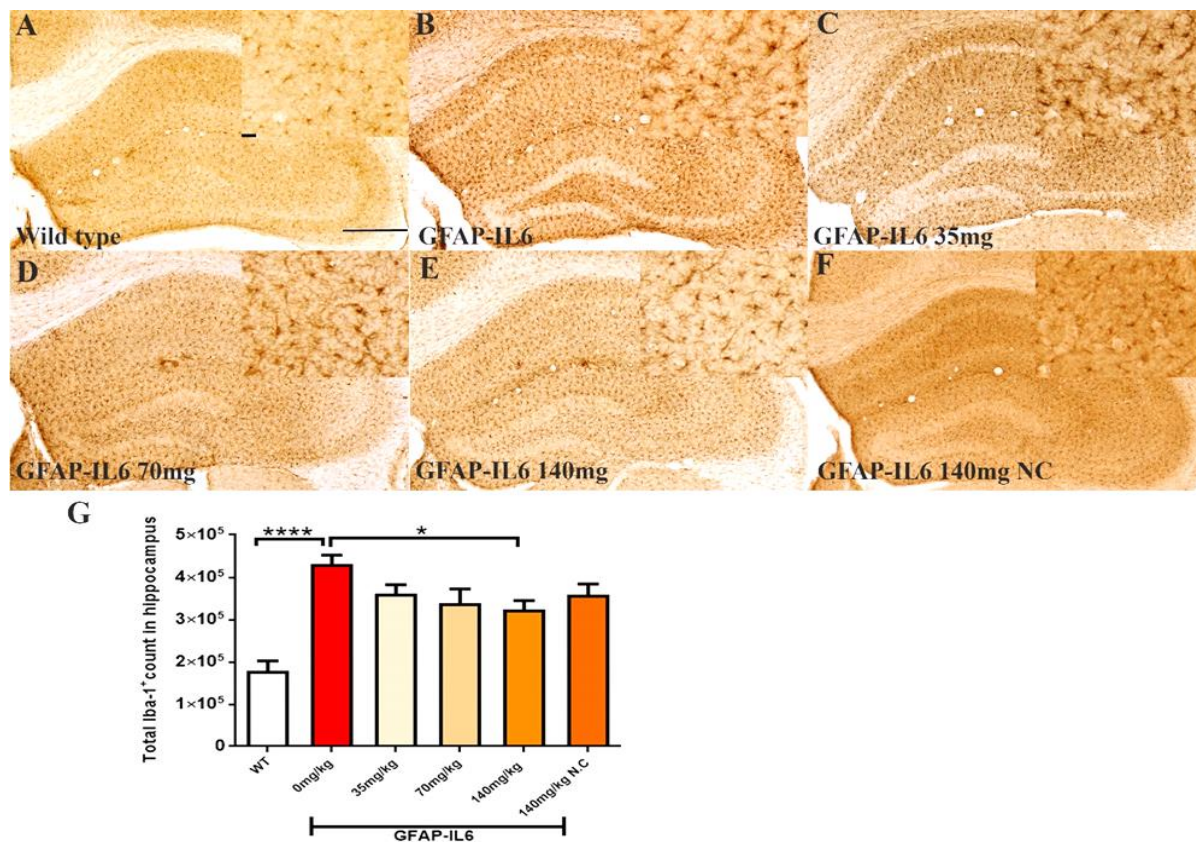 A
B
C
Wild type
GFAP-IL6
GFAP-IL6 35mg
D
E
F
GFAP-IL6 70mg
GFAP-IL6 140mg
GFAP-IL6 140mg NC
G
Total Iba-1⁺ count in hippocampus
5×10⁵
4×10⁵
3×10⁵
2×10⁵
1×10⁵
0
****
*
WT
0mg/kg
35mg/kg
70mg/kg
140mg/kg
140mg/kg N.C
GFAP-IL6